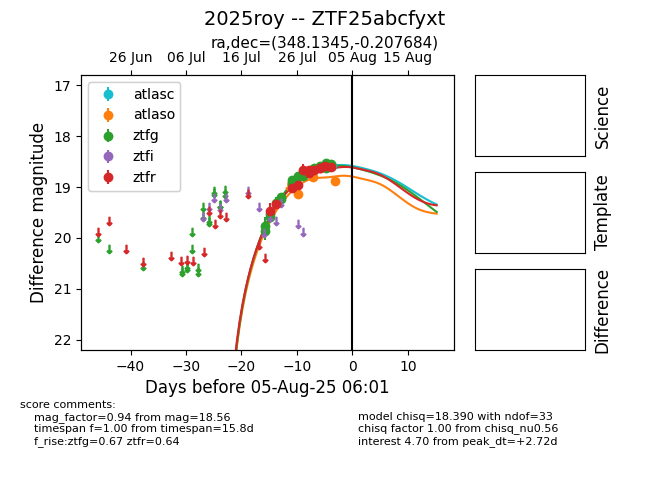 2025roy -- ZTF25abcfyxt
ra,dec=(348.1345,-0.207684)
26 Jun 06 Jul 16 Jul 26 Jul 05 Aug 15 Aug
atlasc
atlaso
ztfg
ztfi
ztfr
17
18
19
20
21
22
Difference magnitude
−40 −30 −20 −10 0 10
Days before 05-Aug-25 06:01
Science
Template
Difference
score comments:
mag_factor=0.94 from mag=18.56
timespan f=1.00 from timespan=15.8d
f_rise:ztfg=0.67 ztfr=0.64
model chisq=18.390 with ndof=33
chisq factor 1.00 from chisq_nu0.56
interest 4.70 from peak_dt=+2.72d